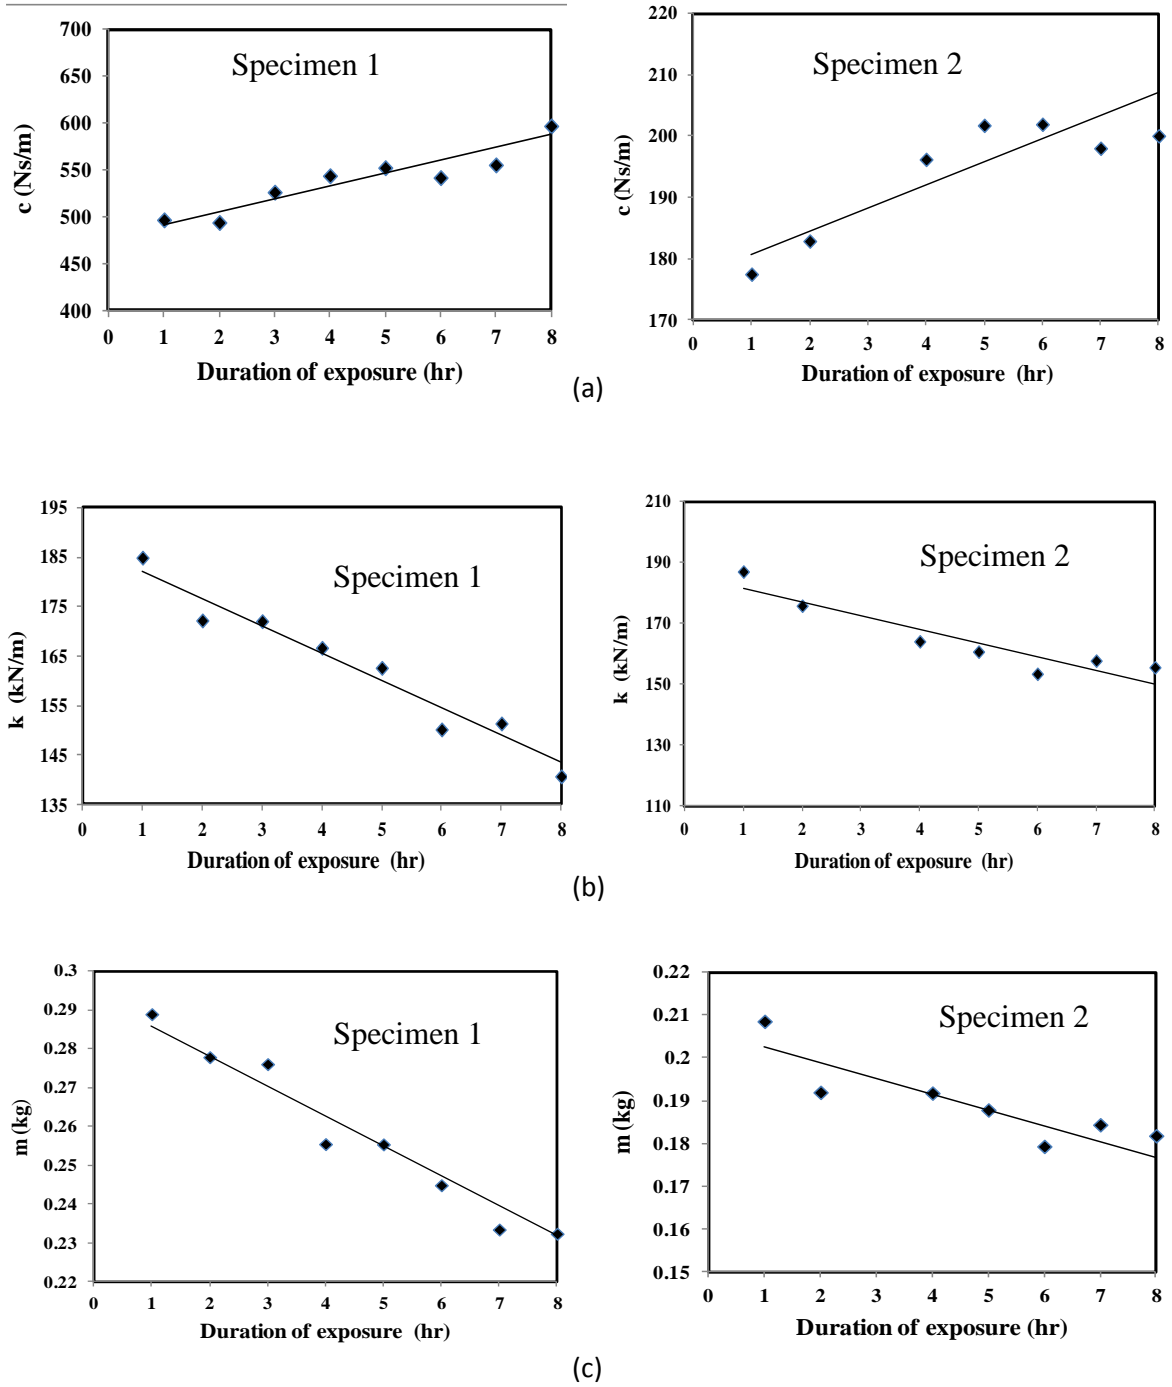 700
650
600
550
500
450
400
c (Ns/m)
Specimen 1
0 1 2 3 4 5 6 7 8
Duration of exposure (hr)
220
210
200
190
180
170
c (Ns/m)
Specimen 2
0 1 2 3 4 5 6 7 8
Duration of exposure (hr)
(a)
195
185
175
165
155
145
135
k (kN/m)
Specimen 1
0 1 2 3 4 5 6 7 8
Duration of exposure (hr)
210
190
170
150
130
110
k (kN/m)
Specimen 2
0 1 2 3 4 5 6 7 8
Duration of exposure (hr)
(b)
0.3
0.29
0.28
0.27
0.26
0.25
0.24
0.23
0.22
m (kg)
Specimen 1
0 1 2 3 4 5 6 7 8
Duration of exposure (hr)
0.22
0.21
0.2
0.19
0.18
0.17
0.16
0.15
m (kg)
Specimen 2
0 1 2 3 4 5 6 7 8
Duration of exposure (hr)
(c)